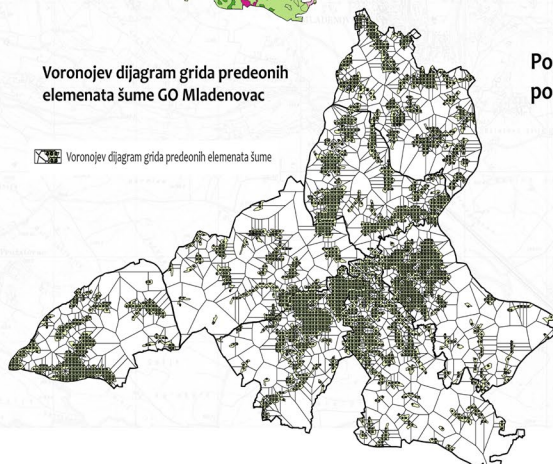 Voronojev dijagram grida predeonih
elemenata šume GO Mladenovac
Po
po
Voronojev dijagram grida predeonih elemenata šume